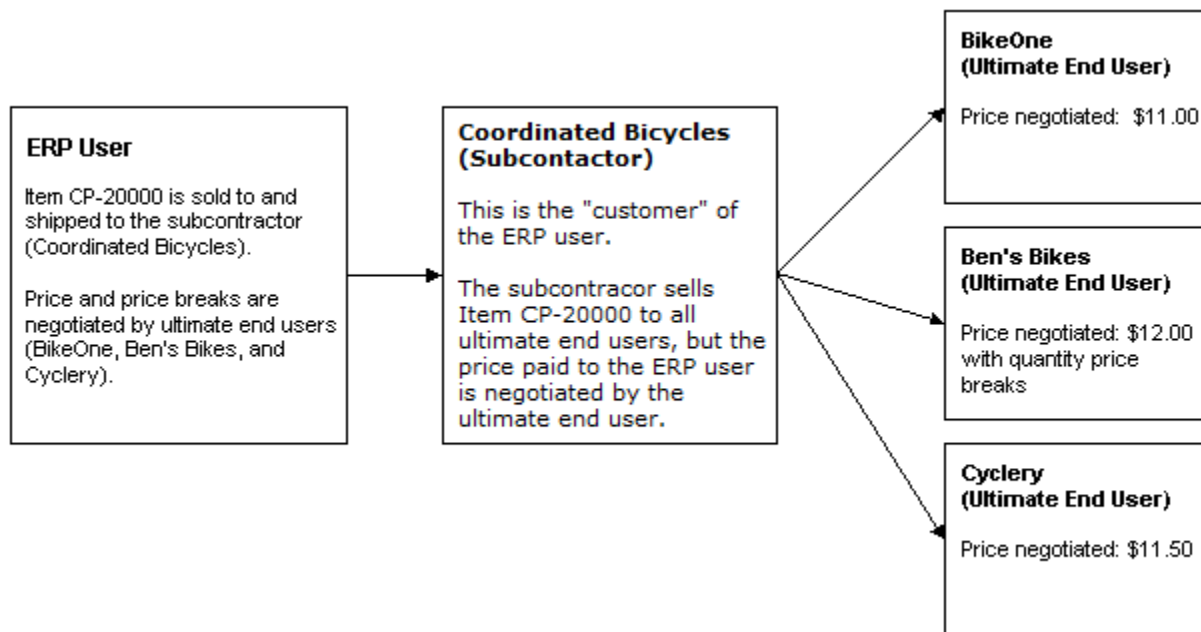 ERP User
Item CP-20000 is sold to and
shipped to the subcontractor
(Coordinated Bicycles).
Price and price breaks are
negotiated by ultimate end users
(BikeOne, Ben's Bikes, and
Cyclery).
Coordinated Bicycles
(Subcontactor)
This is the "customer" of
the ERP user.
The subcontracor sells
Item CP-20000 to all
ultimate end users, but the
price paid to the ERP user
is negotiated by the
ultimate end user.
BikeOne
(Ultimate End User)
Price negotiated: $11.00
Ben's Bikes
(Ultimate End User)
Price negotiated: $12.00
with quantity price
breaks
Cyclery
(Ultimate End User)
Price negotiated: $11.50